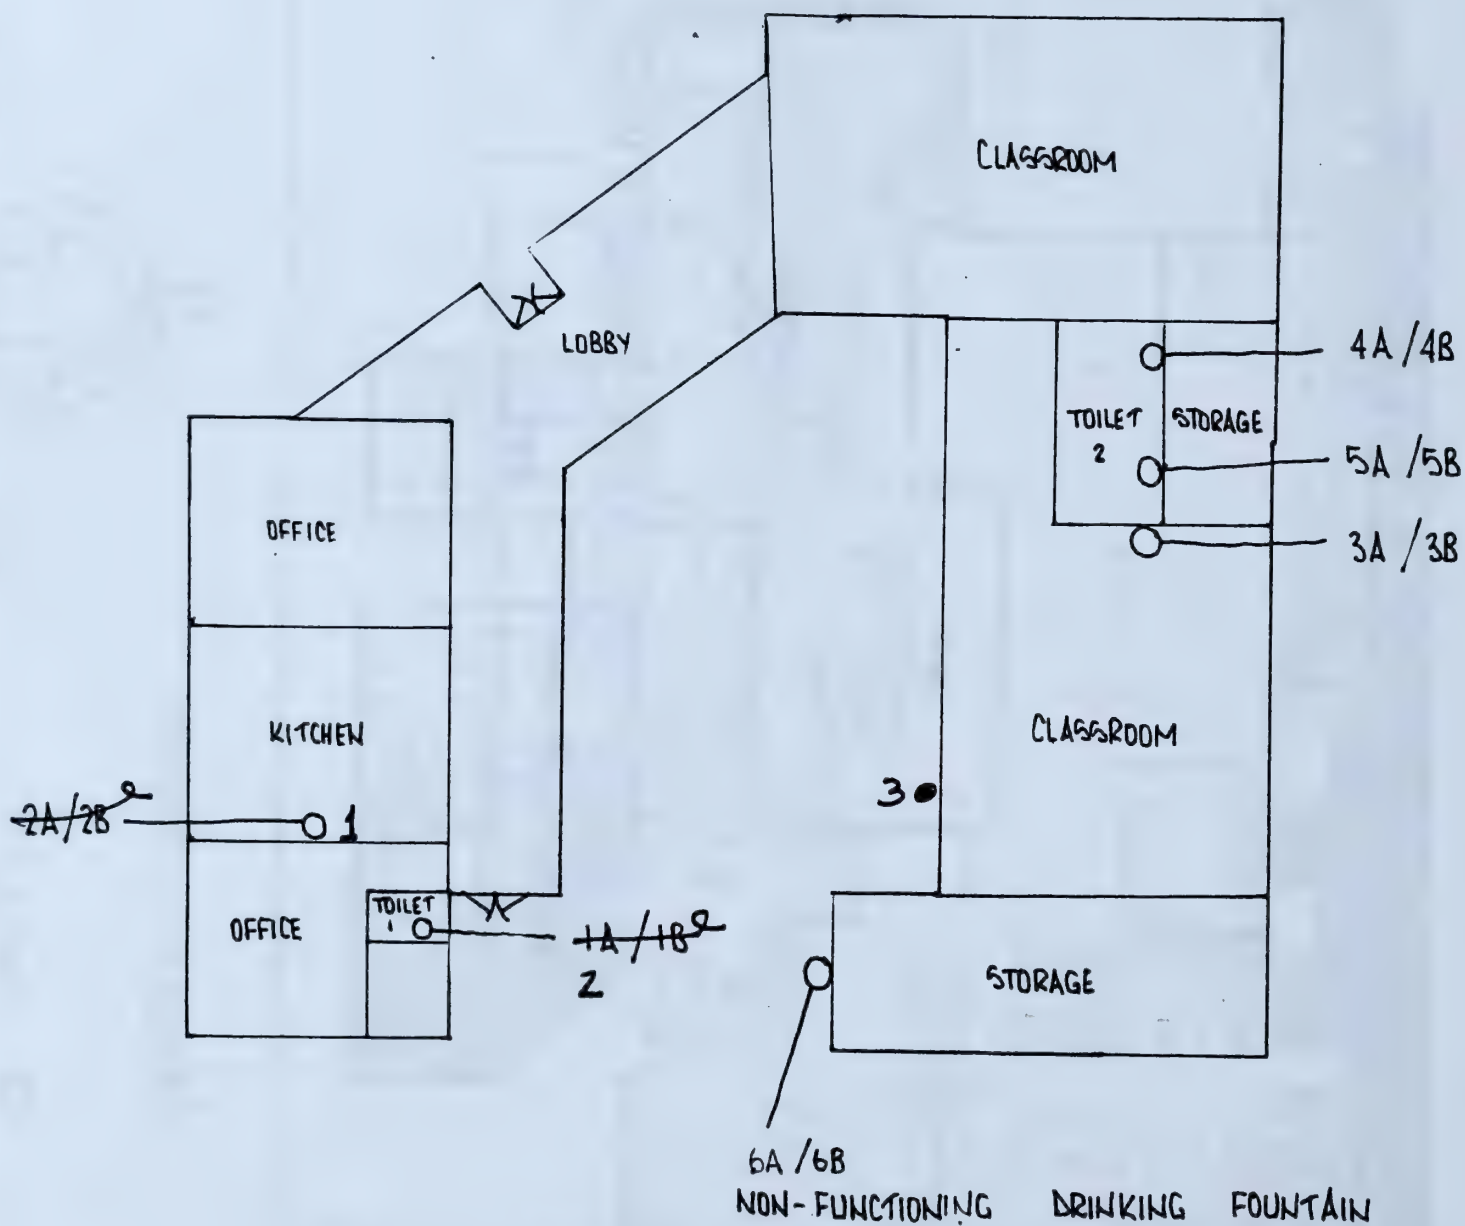 CLASSROOM
LOBBY
4A/4B
TOILET
2
STORAGE
5A/5B
OFFICE
3A/3B
KITCHEN
CLASSROOM
3
2A/2B
1
TOILET
1
OFFICE
1A/1B
2
STORAGE
6A/6B
NON-FUNCTIONING DRINKING FOUNTAIN